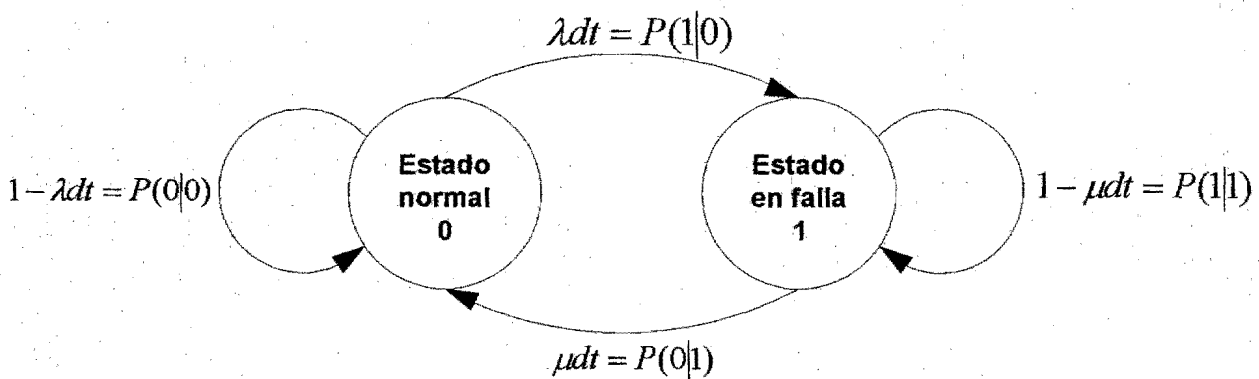 λdt = P(1|0)
1 − λdt = P(0|0)
Estado
normal
0
Estado
en falla
1
1 − μdt = P(1|1)
μdt = P(0|1)